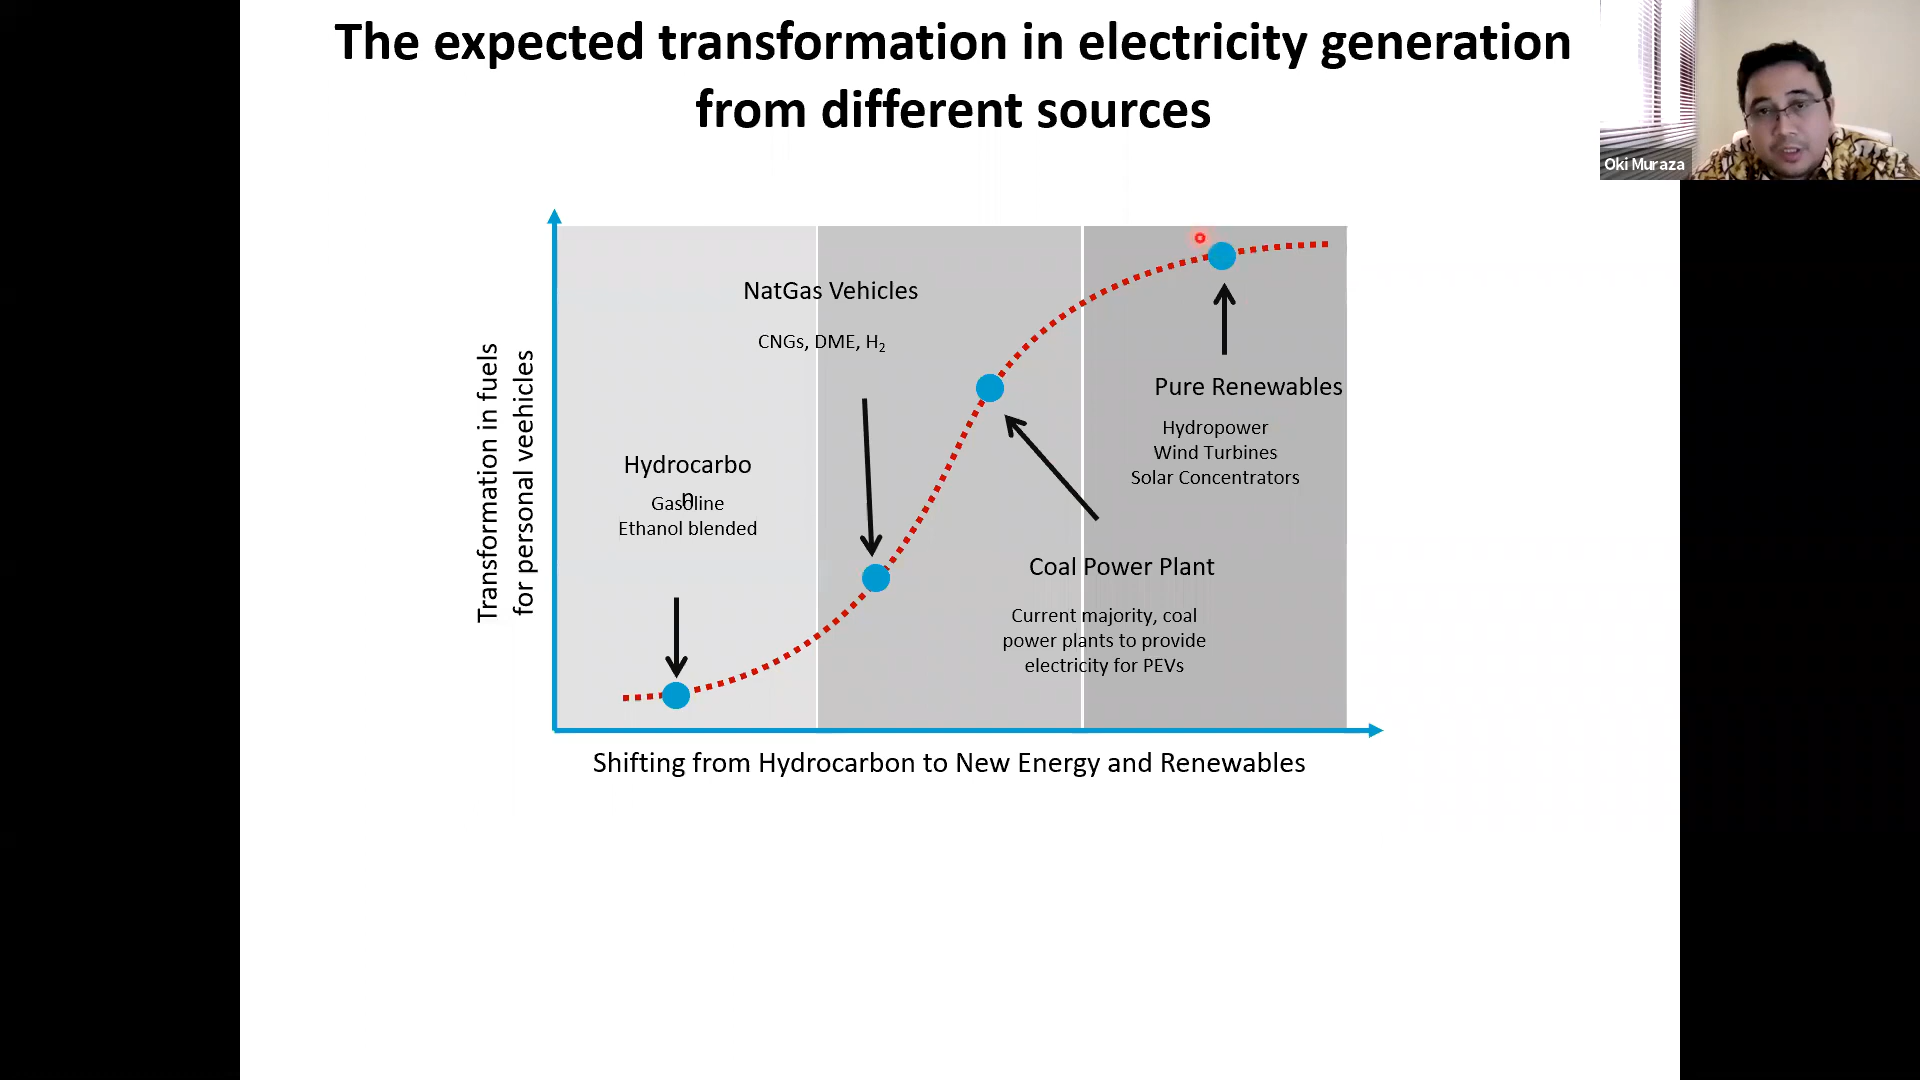 The expected transformation in electricity generation
from different sources
Oki Muraza
Transformation in fuels
for personal veehicles
NatGas Vehicles
CNGs, DME, H₂
Hydrocarbo
n
Gasoline
Ethanol blended
Pure Renewables
Hydropower
Wind Turbines
Solar Concentrators
Coal Power Plant
Current majority, coal
power plants to provide
electricity for PEVs
Shifting from Hydrocarbon to New Energy and Renewables